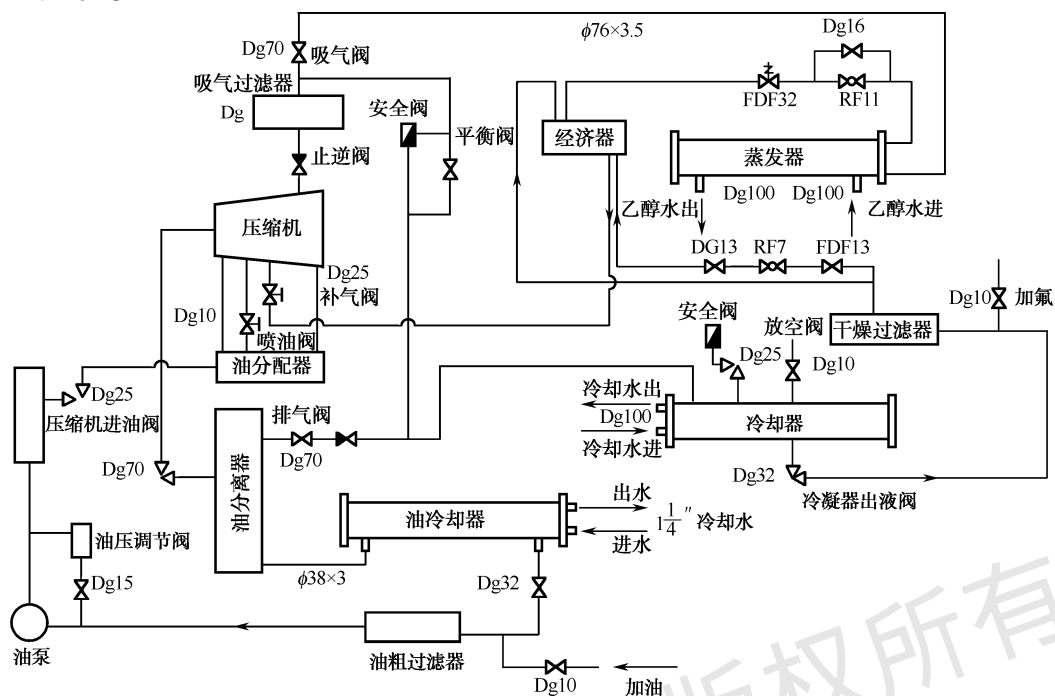 Dg16
ϕ76×3.5
Dg70
吸气阀
吸气过滤器
安全阀
FDF32
RF11
Dg
平衡阀
经济器
蒸发器
止逆阀
Dg100
Dg100
乙醇水出
乙醇水进
压缩机
DG13
RF7
FDF13
Dg25
补气阀
Dg10
加氟
Dg10
安全阀
放空阀
干燥过滤器
喷油阀
Dg25
Dg10
油分配器
冷却水出
Dg25
Dg100
冷却器
压缩机进油阀
排气阀
冷却水进
Dg70
Dg70
Dg32
冷凝器出液阀
油分离器
出水
油冷却器
1 1/4 ″ 冷却水
油压调节阀
进水
ϕ38×3
Dg15
Dg32
油泵
油粗过滤器
Dg10
加油
版权所有